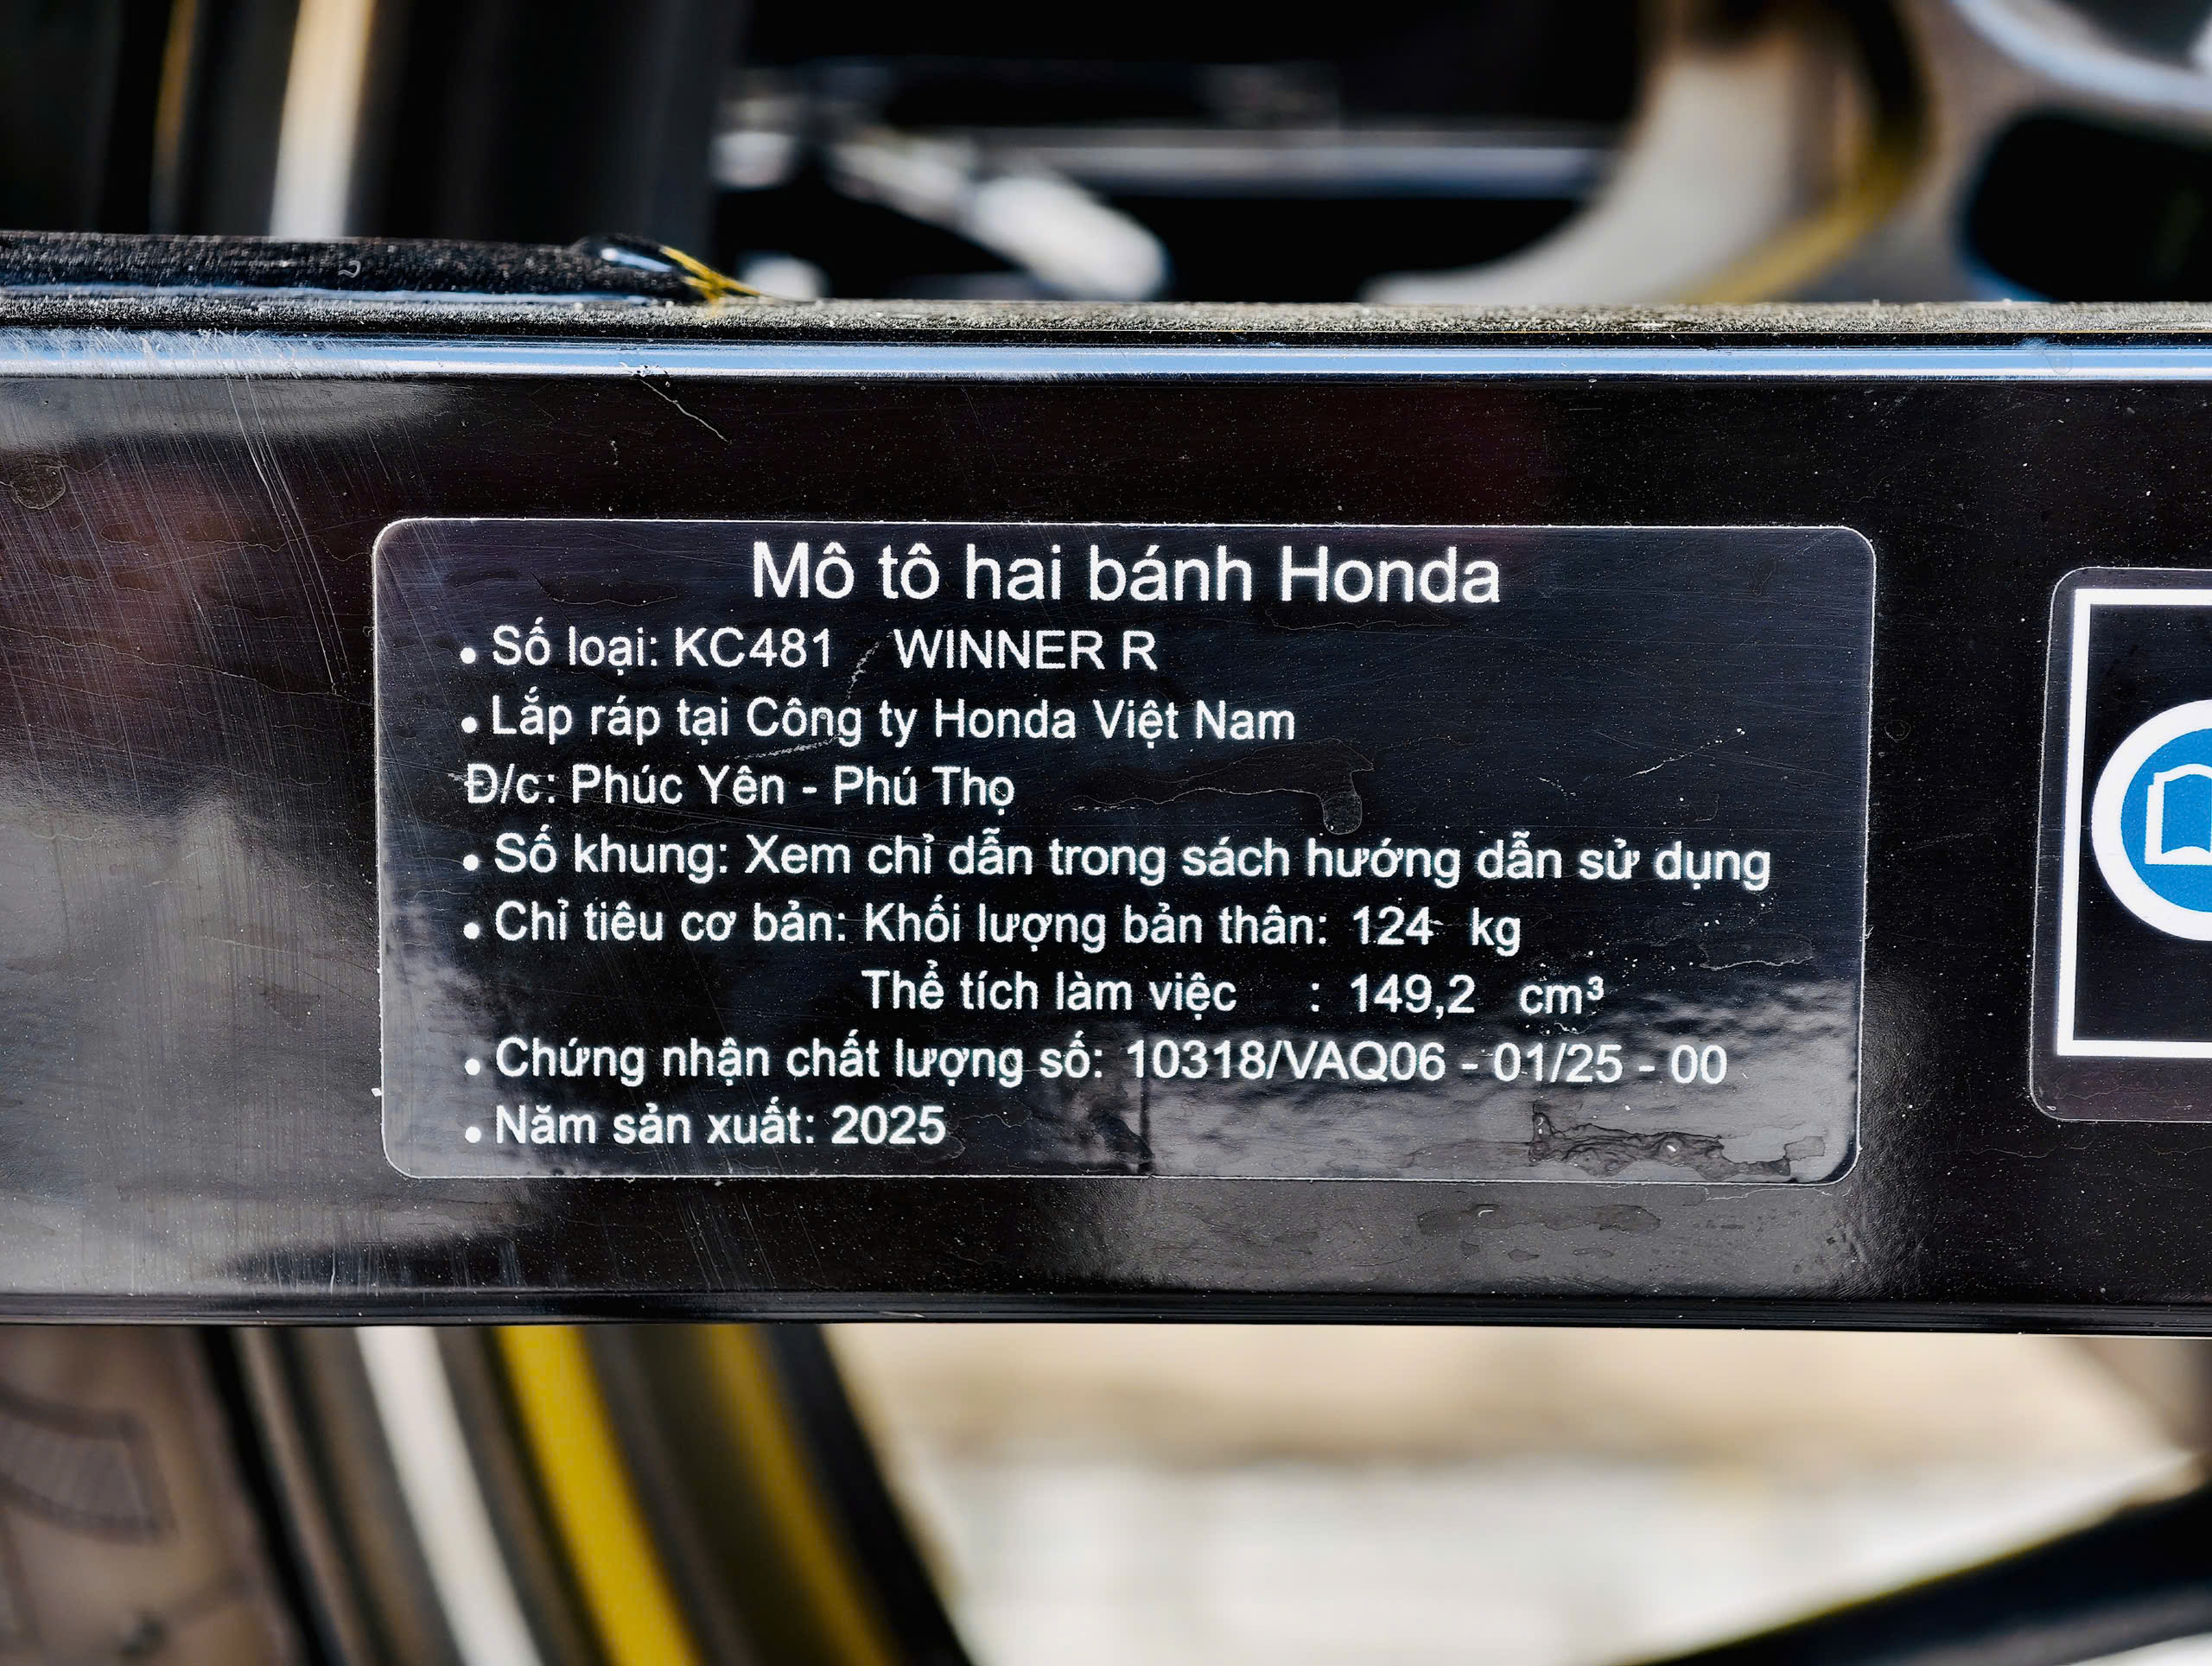 Mô tô hai bánh Honda
• Số loại: KC481 WINNER R
• Lắp ráp tại Công ty Honda Việt Nam
Đ/c: Phúc Yên - Phú Thọ
• Số khung: Xem chỉ dẫn trong sách hướng dẫn sử dụng
• Chỉ tiêu cơ bản: Khối lượng bản thân: 124 kg
Thể tích làm việc : 149,2 cm³
• Chứng nhận chất lượng số: 10318/VAQ06 - 01/25 - 00
• Năm sản xuất: 2025